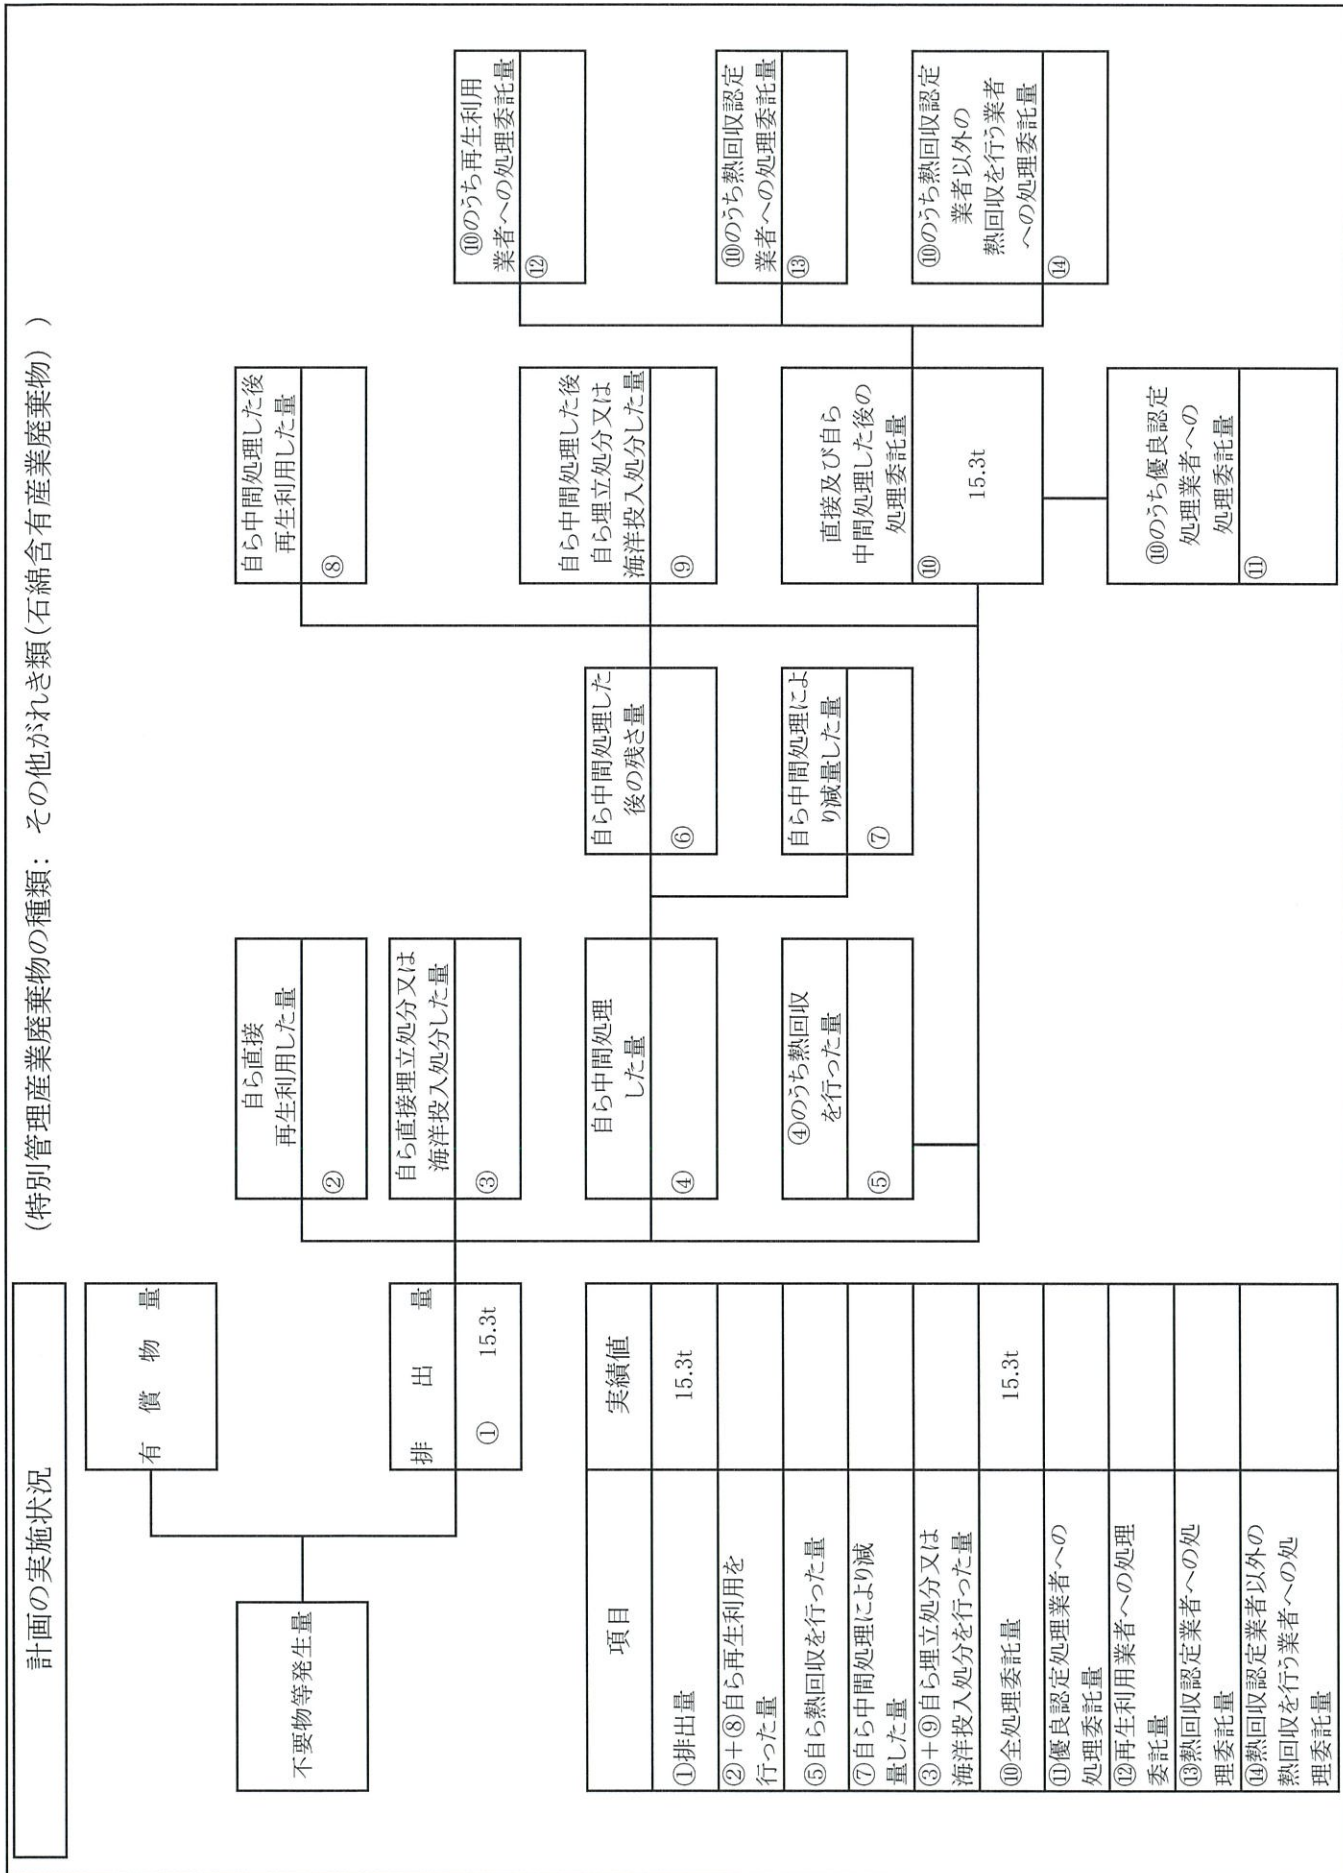 計画の実施状況
(特別管理産業廃棄物の種類: その他がれき類(石綿含有産業廃棄物) )
不要物等発生量
有償物量
排出量
① 15.3t
自ら直接
再生利用した量
②
自ら直接埋立処分又は
海洋投入処分した量
③
自ら中間処理
した量
④
④のうち熱回収
を行った量
⑤
自ら中間処理した
後の残さ量
⑥
自ら中間処理によ
り減量した量
⑦
自ら中間処理した後
再生利用した量
⑧
自ら中間処理した後
自ら埋立処分又は
海洋投入処分した量
⑨
直接及び自ら
中間処理した後の
処理委託量
⑩
15.3t
⑩のうち優良認定
処理業者への
処理委託量
⑪
⑩のうち再生利用
業者への処理委託量
⑫
⑩のうち熱回収認定
業者への処理委託量
⑬
⑩のうち熱回収認定
業者以外の
熱回収を行う業者
への処理委託量
⑭
項目 実績値
①排出量 15.3t
②+⑧自ら再生利用を
行った量
⑤自ら熱回収を行った量
⑦自ら中間処理により減
量した量
③+⑨自ら埋立処分又は
海洋投入処分を行った量
⑩全処理委託量 15.3t
⑪優良認定処理業者への
処理委託量
⑫再生利用業者への処理
委託量
⑬熱回収認定業者への処
理委託量
⑭熱回収認定業者以外の
熱回収を行う業者への処
理委託量